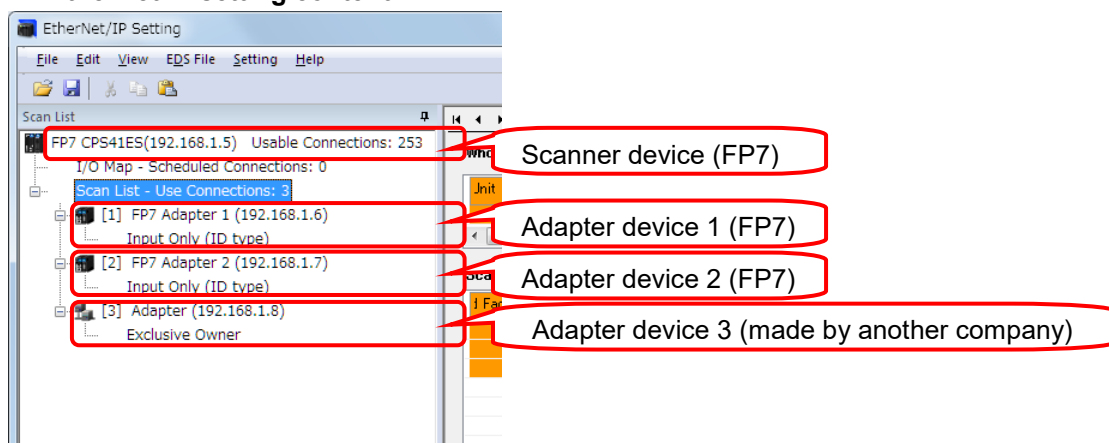 EtherNet/IP Setting
File Edit View EDS File Setting Help
Scan List
FP7 CPS41ES(192.168.1.5) Usable Connections: 253
Scanner device (FP7)
I/O Map - Scheduled Connections: 0
Scan List - Use Connections: 3
[1] FP7 Adapter 1 (192.168.1.6)
Adapter device 1 (FP7)
Input Only (ID type)
[2] FP7 Adapter 2 (192.168.1.7)
Adapter device 2 (FP7)
Input Only (ID type)
[3] Adapter (192.168.1.8)
Adapter device 3 (made by another company)
Exclusive Owner